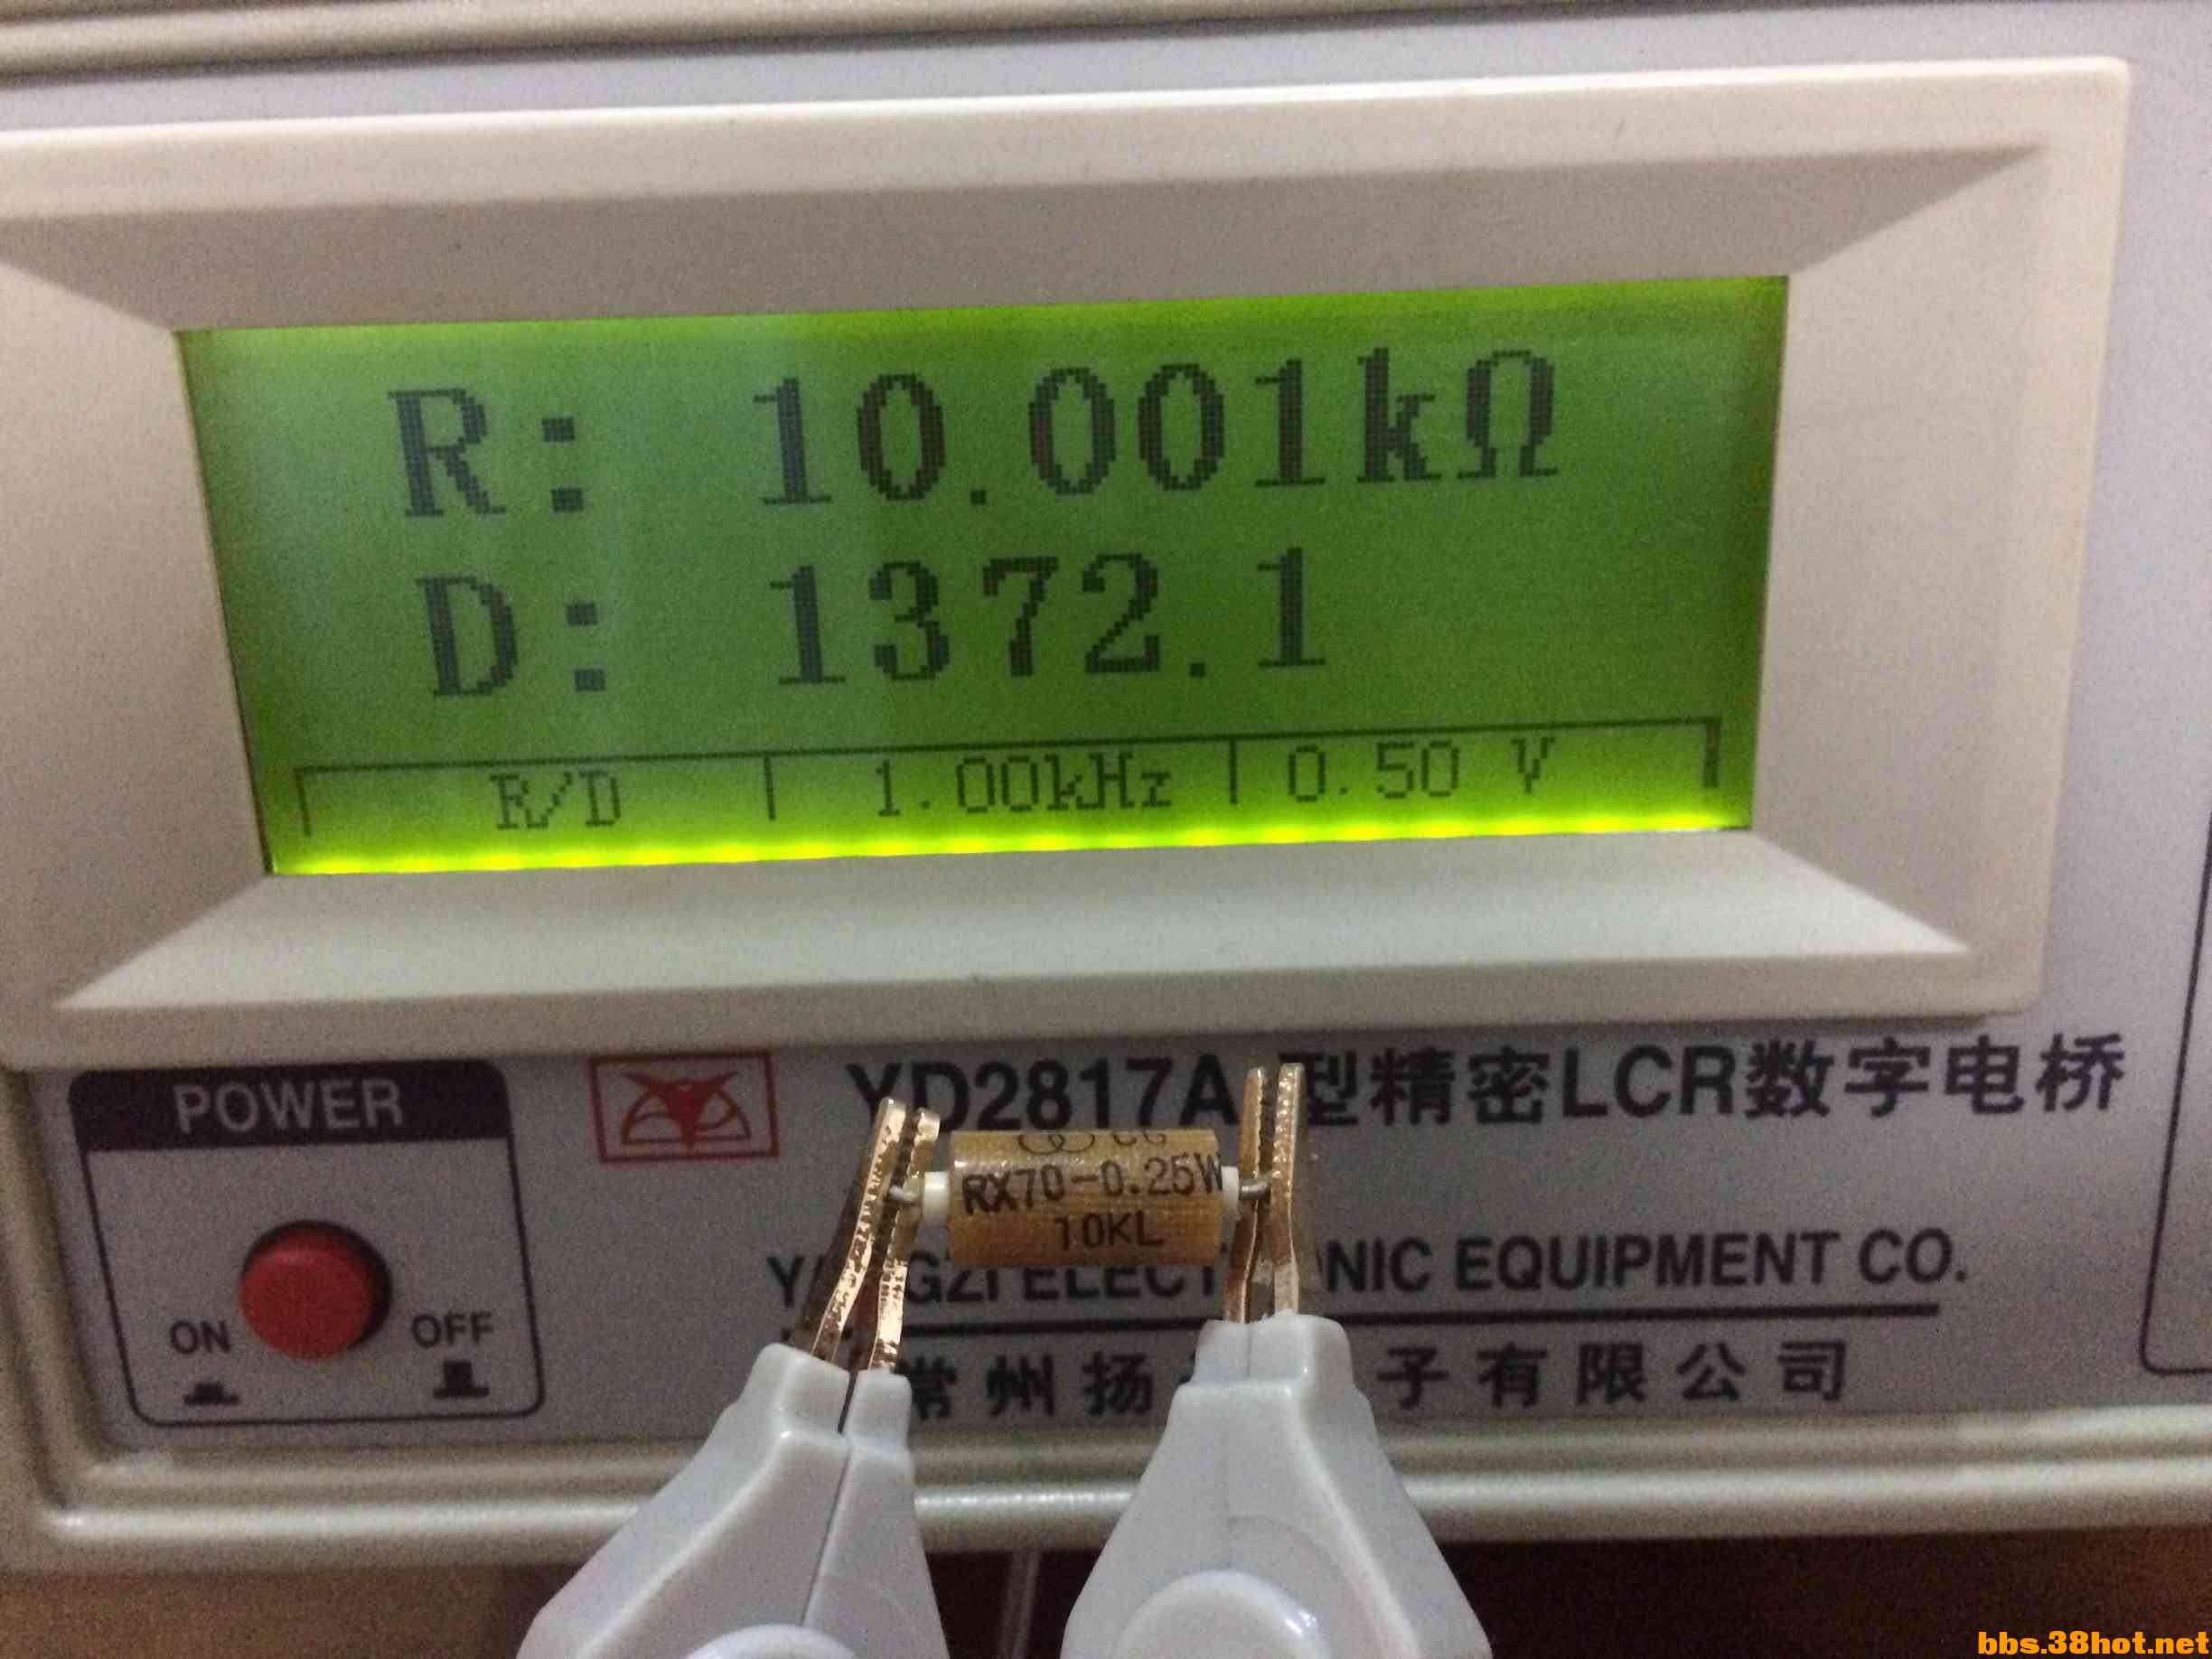 R: 10.001kΩ
D: 1372.1
R/D 1.00kHz 0.50 V
POWER
ON OFF
YD2817A 型精密LCR数字电桥
RX70-0.25W
10KL
EQUIPMENT CO.
常州扬 子有限公司
bbs.38hot.net